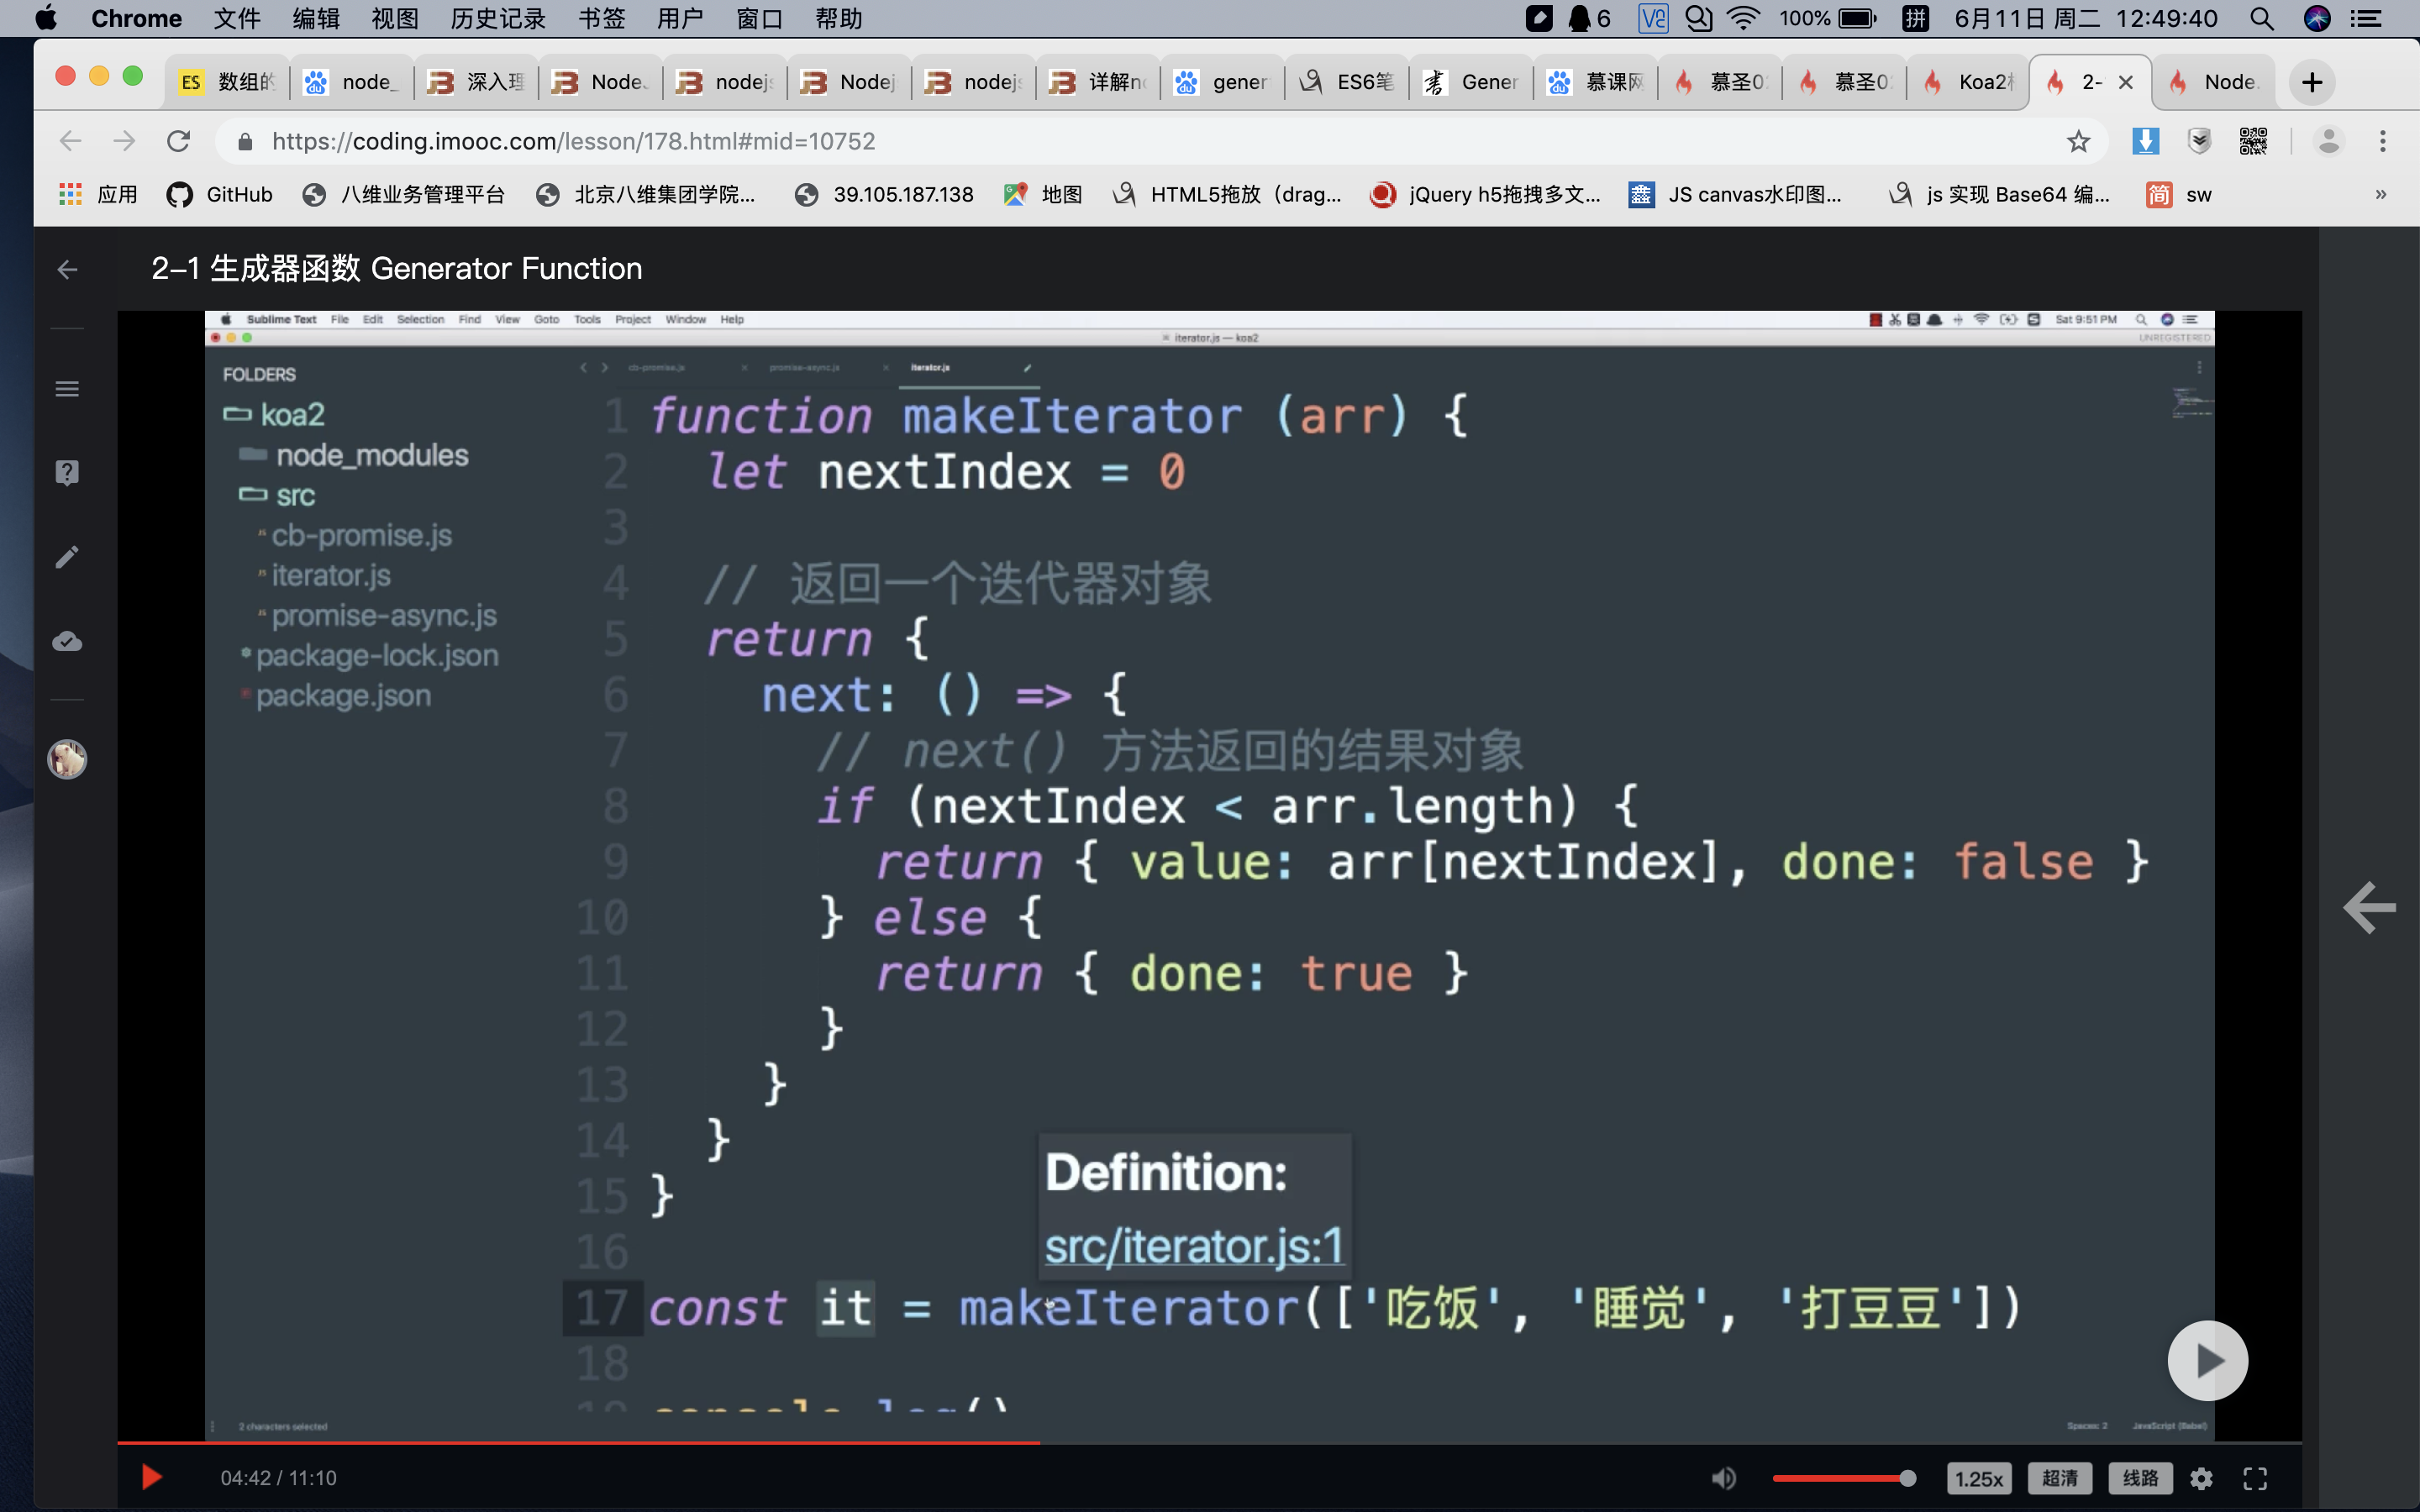 Chrome 文件 编辑 视图 历史记录 书签 用户 窗口 帮助 6 100% 拼 6月11日 周二 12:49:40
ES 数组的 node_ 深入理 NodeJ nodejs Nodej nodejs 详解no gener ES6笔 Gener 慕课网 慕圣0 慕圣0 Koa2 2- Node.
https://coding.imooc.com/lesson/178.html#mid=10752
应用 GitHub 八维业务管理平台 北京八维集团学院... 39.105.187.138 地图 HTML5拖放（drag... jQuery h5拖拽多文... JS canvas水印图... js 实现 Base64 编... 简 sw »
2-1 生成器函数 Generator Function
Sublime Text File Edit Selection Find View Goto Tools Project Window Help Sat 9:51 PM
iterator.js — koa2 UNREGISTERED
FOLDERS
koa2
node_modules
src
cb-promise.js
iterator.js
promise-async.js
package-lock.json
package.json
cb-promise.js promise-async.js iterator.js
1 function makeIterator (arr) {
2 let nextIndex = 0
3
4 // 返回一个迭代器对象
5 return {
6 next: () => {
7 // next() 方法返回的结果对象
8 if (nextIndex < arr.length) {
9 return { value: arr[nextIndex], done: false }
10 } else {
11 return { done: true }
12 }
13 }
14 }
15 }
16
17 const it = makeIterator(['吃饭', '睡觉', '打豆豆'])
18
19 console.log()
Definition:
src/iterator.js:1
2 characters selected Spaces: 2 JavaScript (Babel)
04:42 / 11:10 1.25x 超清 线路